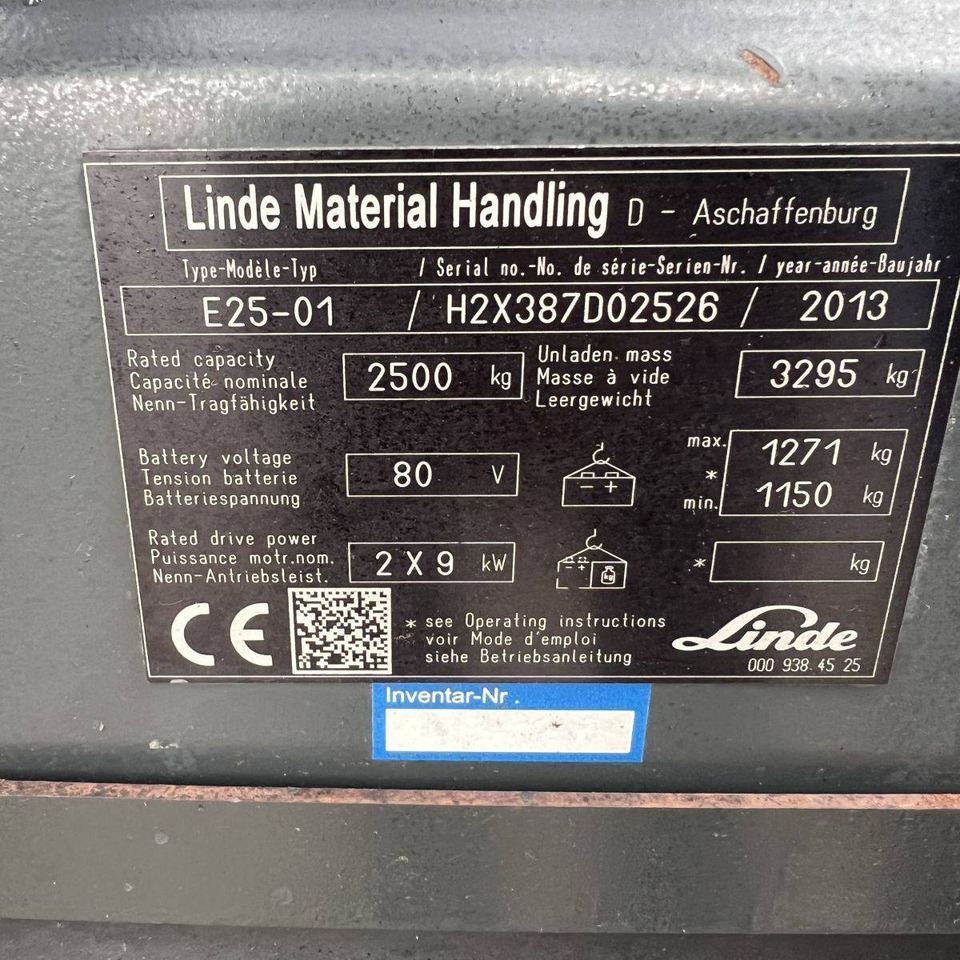 Linde Material Handling D - Aschaffenburg
Type-Modèle-Typ / Serial no.-No. de série-Serien-Nr. / year-année-Baujahr
E25-01 / H2X387D02526 / 2013
Rated capacity
Capacité nominale
Nenn-Tragfähigkeit
2500 kg
Unladen mass
Masse à vide
Leergewicht
3295 kg
Battery voltage
Tension batterie
Batteriespannung
80 V
- +
max. 1271 kg
*
min. 1150 kg
Rated drive power
Puissance motr.nom.
Nenn-Antriebsleist.
2 X 9 kW
- + kg
* kg
CE
* see Operating instructions
voir Mode d'emploi
siehe Betriebsanleitung
Linde
000 938 45 25
Inventar-Nr.